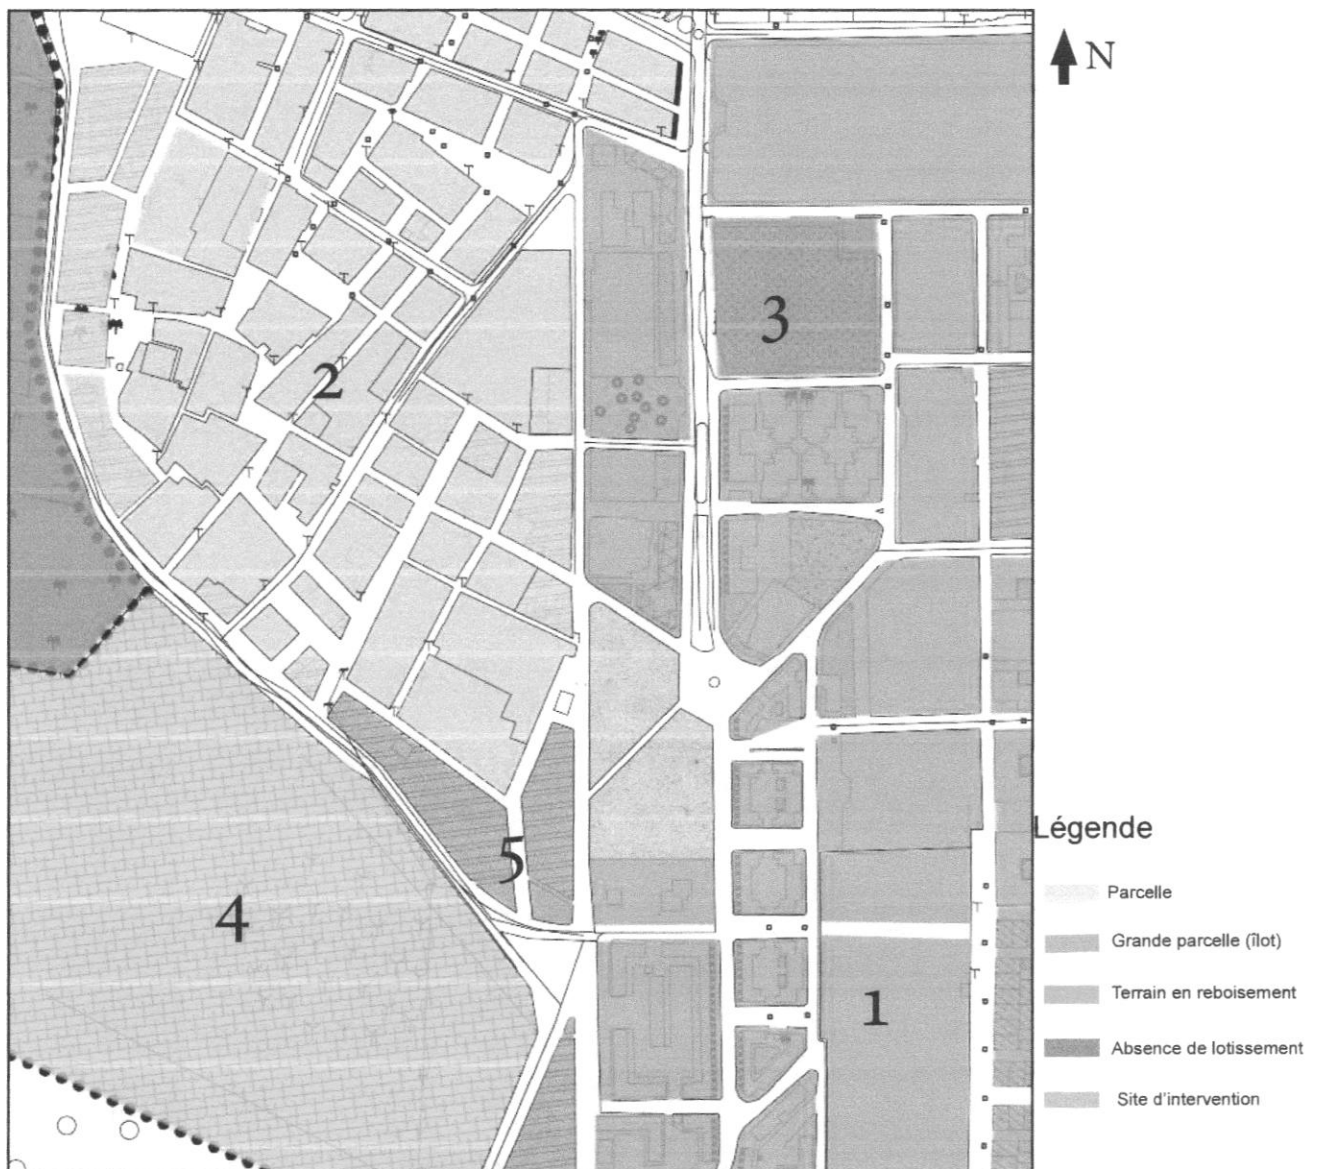 N
3
2
5
4
1
Légende
Parcelle
Grande parcelle (îlot)
Terrain en reboisement
Absence de lotissement
Site d'intervention